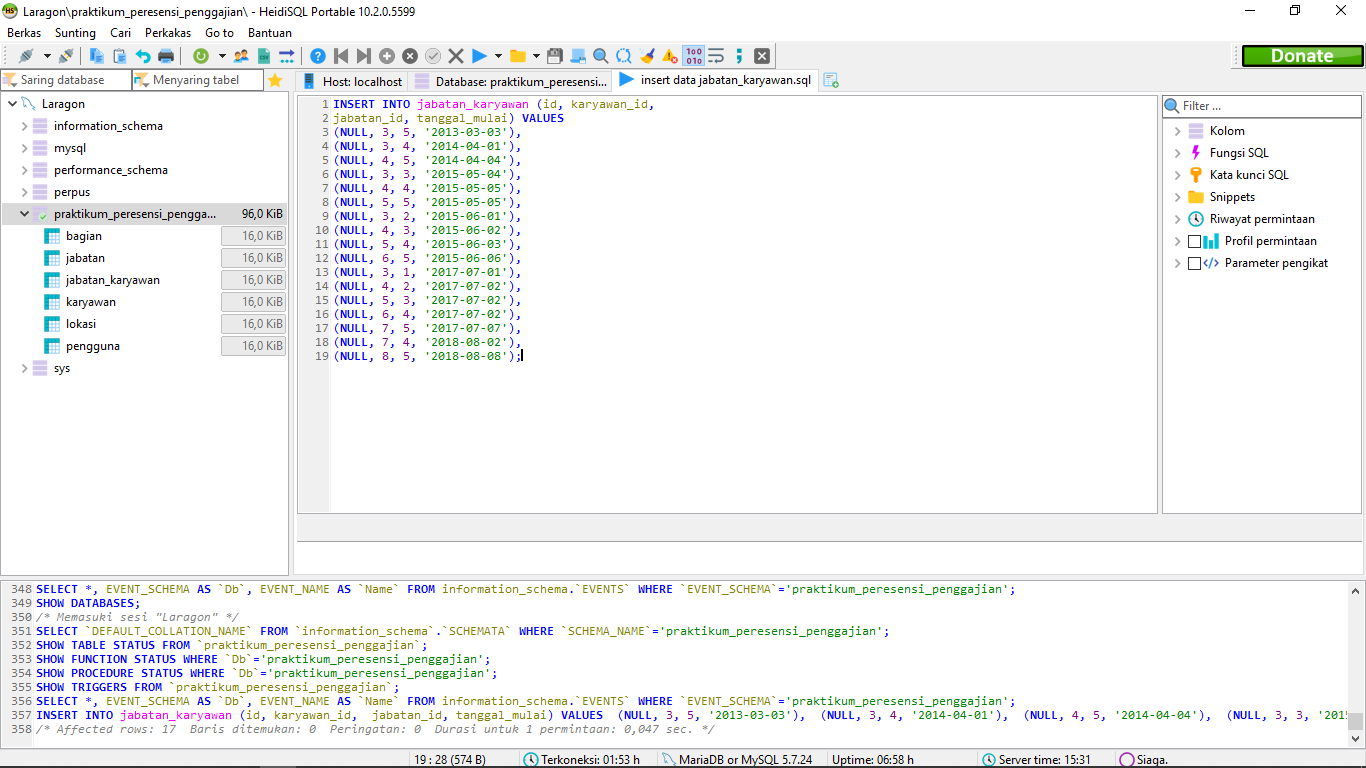 Laragon\praktikum_peresensi_penggajian\ - HeidiSQL Portable 10.2.0.5599
Berkas Sunting Cari Perkakas Go to Bantuan
Donate
Saring database Menyaring tabel
Host: localhost Database: praktikum_peresensi... insert data jabatan_karyawan.sql
Laragon
information_schema
mysql
performance_schema
perpus
praktikum_peresensi_pengga... 96,0 KiB
bagian 16,0 KiB
jabatan 16,0 KiB
jabatan_karyawan 16,0 KiB
karyawan 16,0 KiB
lokasi 16,0 KiB
pengguna 16,0 KiB
sys
1 INSERT INTO jabatan_karyawan (id, karyawan_id,
2 jabatan_id, tanggal_mulai) VALUES
3 (NULL, 3, 5, '2013-03-03'),
4 (NULL, 3, 4, '2014-04-01'),
5 (NULL, 4, 5, '2014-04-04'),
6 (NULL, 3, 3, '2015-05-04'),
7 (NULL, 4, 4, '2015-05-05'),
8 (NULL, 5, 5, '2015-05-05'),
9 (NULL, 3, 2, '2015-06-01'),
10 (NULL, 4, 3, '2015-06-02'),
11 (NULL, 5, 4, '2015-06-03'),
12 (NULL, 6, 5, '2015-06-06'),
13 (NULL, 3, 1, '2017-07-01'),
14 (NULL, 4, 2, '2017-07-02'),
15 (NULL, 5, 3, '2017-07-02'),
16 (NULL, 6, 4, '2017-07-02'),
17 (NULL, 7, 5, '2017-07-07'),
18 (NULL, 7, 4, '2018-08-02'),
19 (NULL, 8, 5, '2018-08-08');
Filter ...
Kolom
Fungsi SQL
Kata kunci SQL
Snippets
Riwayat permintaan
Profil permintaan
Parameter pengikat
348 SELECT *, EVENT_SCHEMA AS `Db`, EVENT_NAME AS `Name` FROM information_schema.`EVENTS` WHERE `EVENT_SCHEMA`='praktikum_peresensi_penggajian';
349 SHOW DATABASES;
350 /* Memasuki sesi "Laragon" */
351 SELECT `DEFAULT_COLLATION_NAME` FROM `information_schema`.`SCHEMATA` WHERE `SCHEMA_NAME`='praktikum_peresensi_penggajian';
352 SHOW TABLE STATUS FROM `praktikum_peresensi_penggajian`;
353 SHOW FUNCTION STATUS WHERE `Db`='praktikum_peresensi_penggajian';
354 SHOW PROCEDURE STATUS WHERE `Db`='praktikum_peresensi_penggajian';
355 SHOW TRIGGERS FROM `praktikum_peresensi_penggajian`;
356 SELECT *, EVENT_SCHEMA AS `Db`, EVENT_NAME AS `Name` FROM information_schema.`EVENTS` WHERE `EVENT_SCHEMA`='praktikum_peresensi_penggajian';
357 INSERT INTO jabatan_karyawan (id, karyawan_id,  jabatan_id, tanggal_mulai) VALUES  (NULL, 3, 5, '2013-03-03'),  (NULL, 3, 4, '2014-04-01'),  (NULL, 4, 5, '2014-04-04'),  (NULL, 3, 3, '2015
358 /* Affected rows: 17  Baris ditemukan: 0  Peringatan: 0  Durasi untuk 1 permintaan: 0,047 sec. */
19 : 28 (574 B) Terkoneksi: 01:53 h MariaDB or MySQL 5.7.24 Uptime: 06:58 h Server time: 15:31 Siaga.